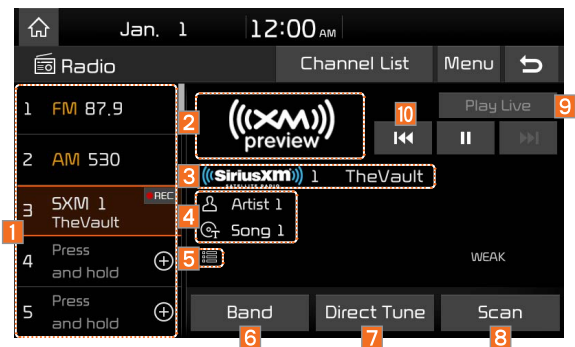 Jan. 1 12:00 AM
Radio Channel List Menu
1 FM 87.9
2 AM 530
3 SXM 1 REC
TheVault
4 Press
and hold
5 Press
and hold
1
2
((XM))
preview
10
Play Live 9
3 ((SiriusXM)) 1 TheVault
SATELLITE RADIO
4 Artist 1
Song 1
5
WEAK
Band Direct Tune Scan
6 7 8